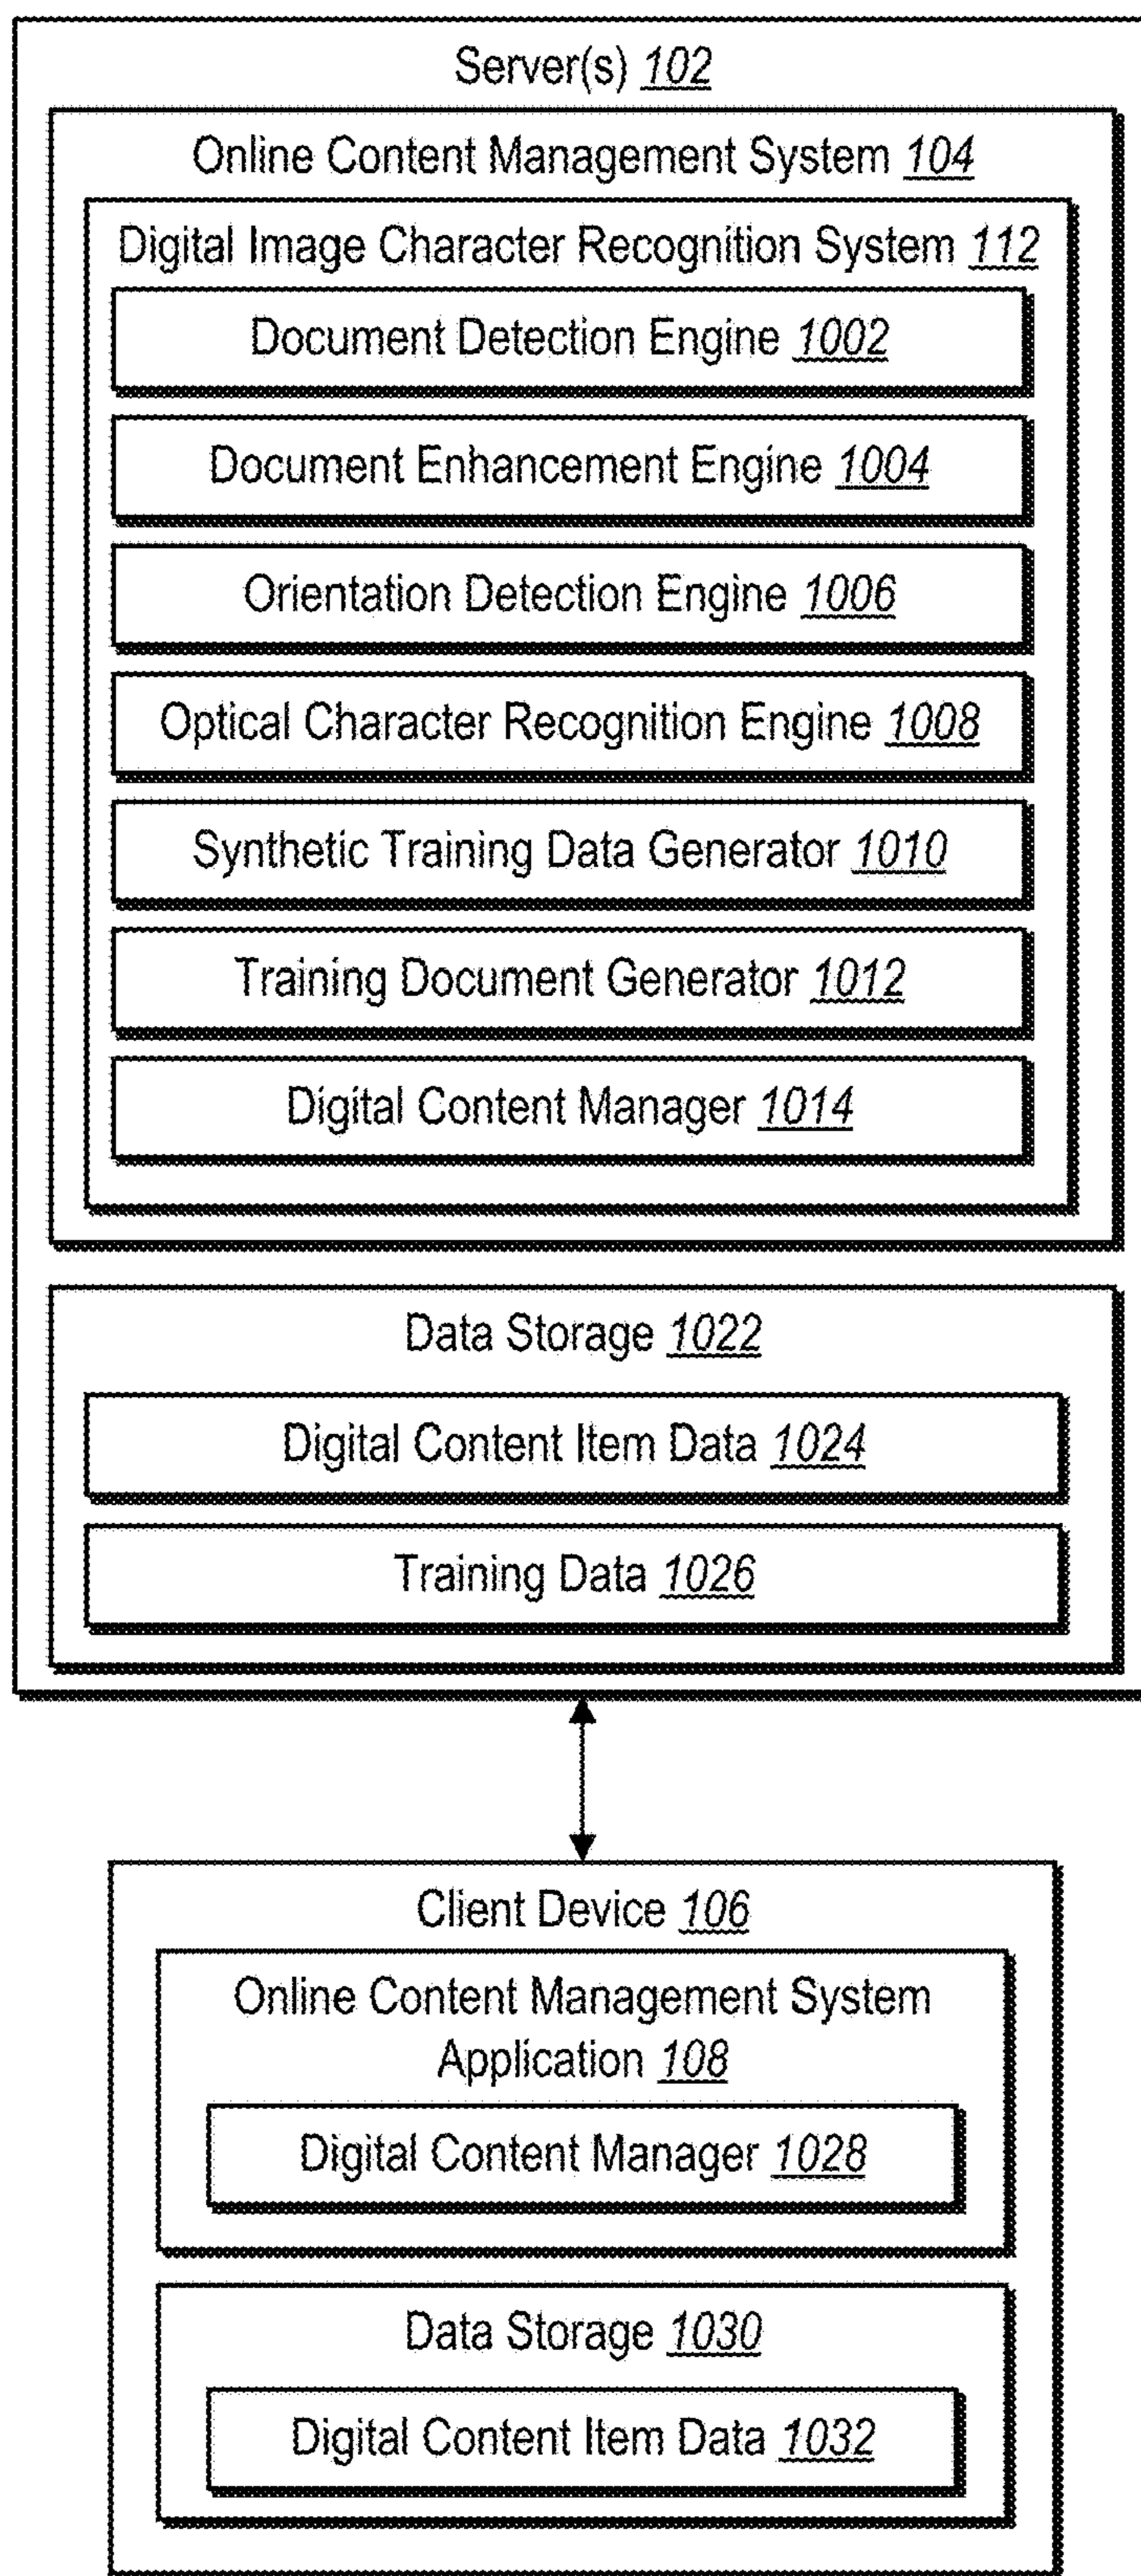 Server(s) 102
Online Content Management System 104
Digital Image Character Recognition System 112
Document Detection Engine 1002
Document Enhancement Engine 1004
Orientation Detection Engine 1006
Optical Character Recognition Engine 1008
Synthetic Training Data Generator 1010
Training Document Generator 1012
Digital Content Manager 1014
Data Storage 1022
Digital Content Item Data 1024
Training Data 1026
Client Device 106
Online Content Management System
Application 108
Digital Content Manager 1028
Data Storage 1030
Digital Content Item Data 1032